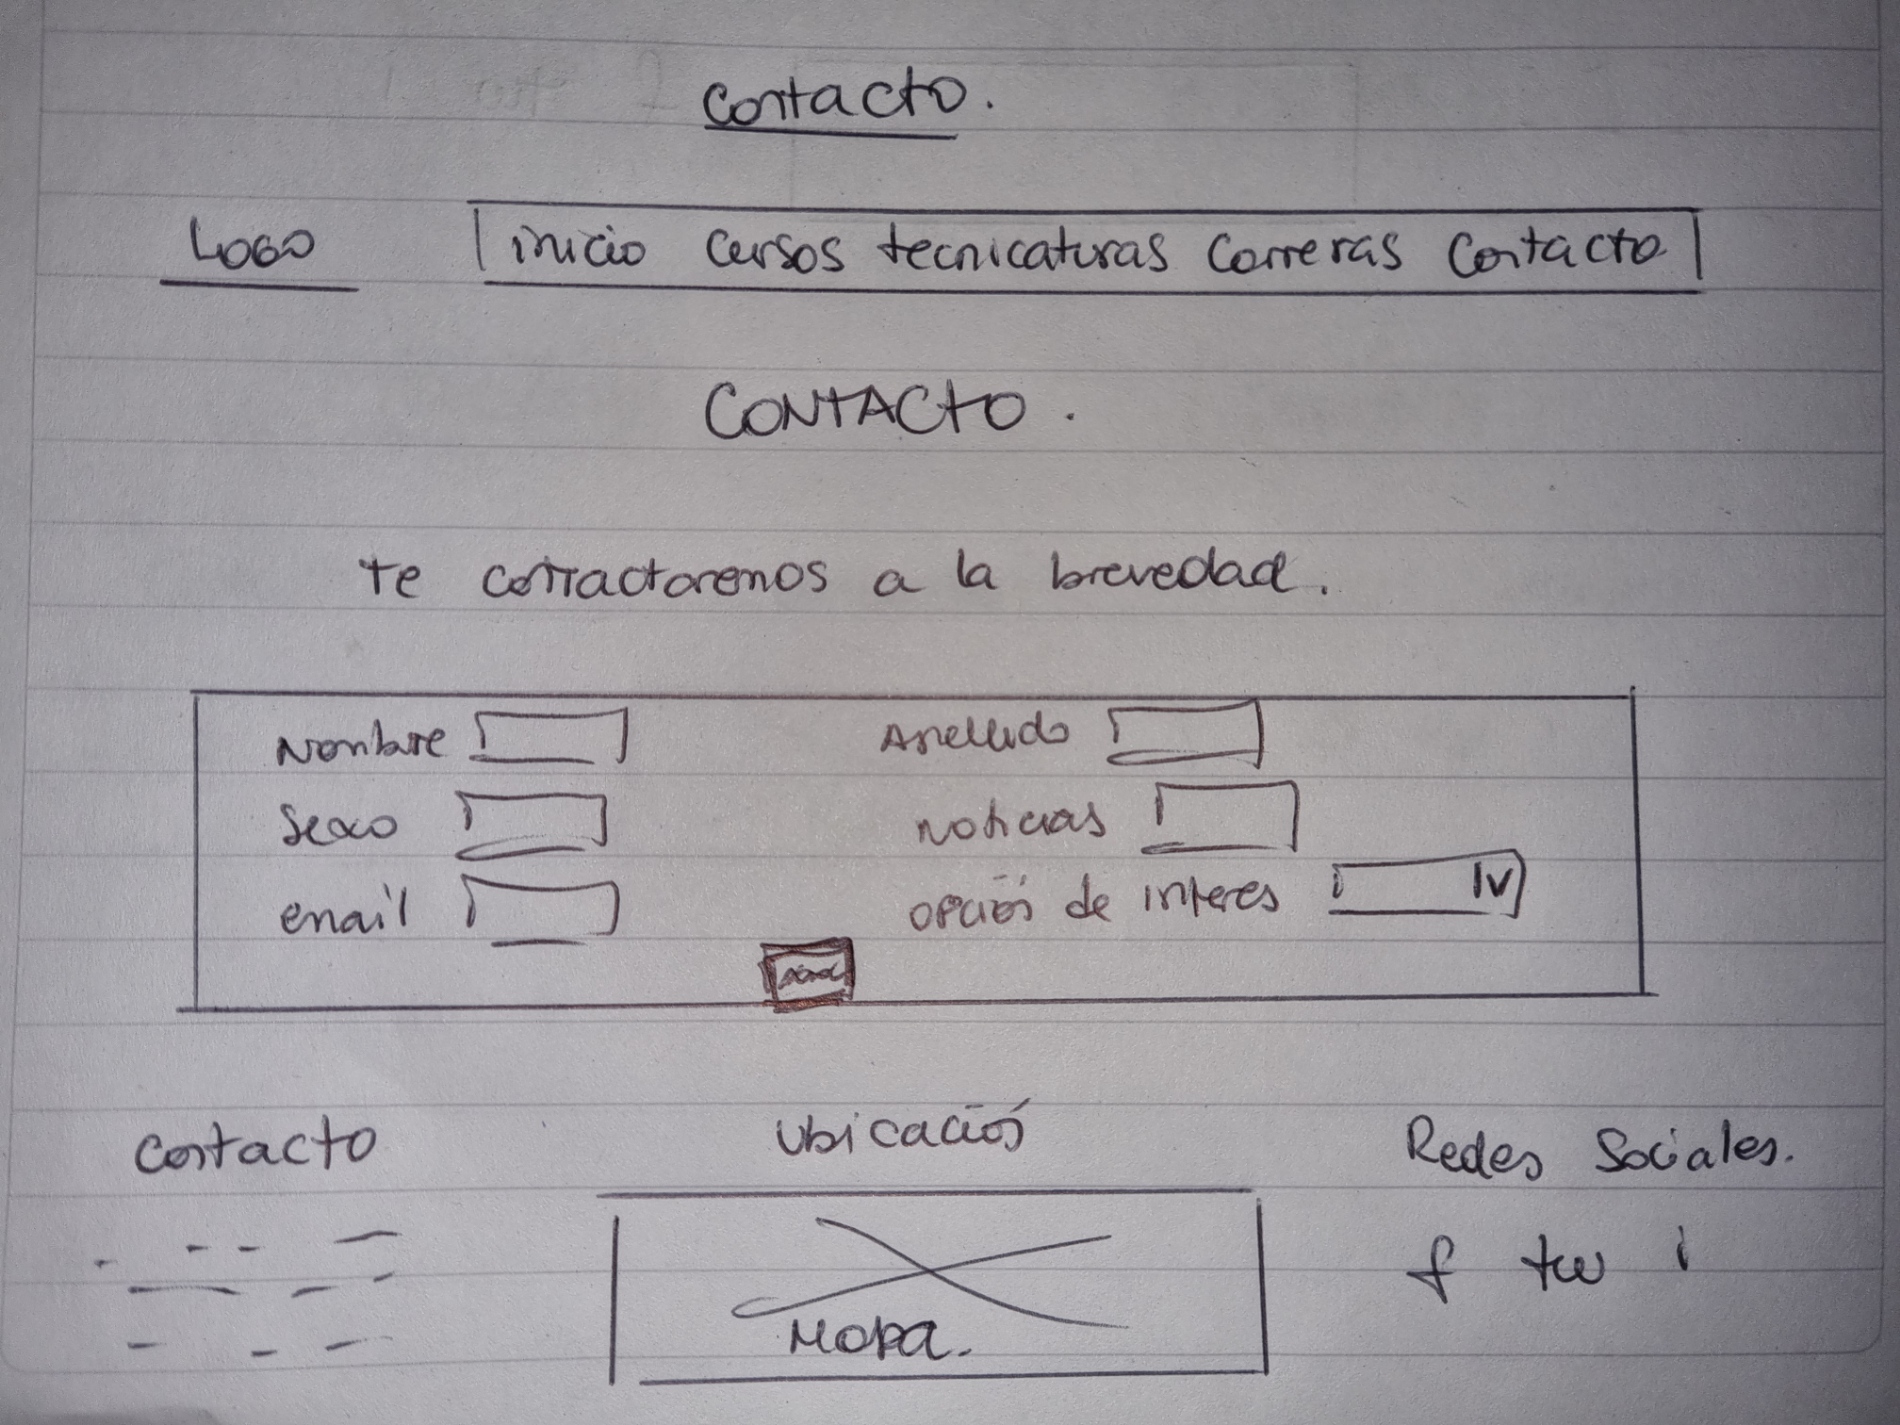 Contacto.
LOGO inicio cursos tecnicaturas carreras contacto
CONTACTO.
te contactaremos a la brevedad.
Nombre Apellido
Sexo noticias
email opción de interes
Contacto Ubicación Redes Sociales.
f tw i
Mapa.